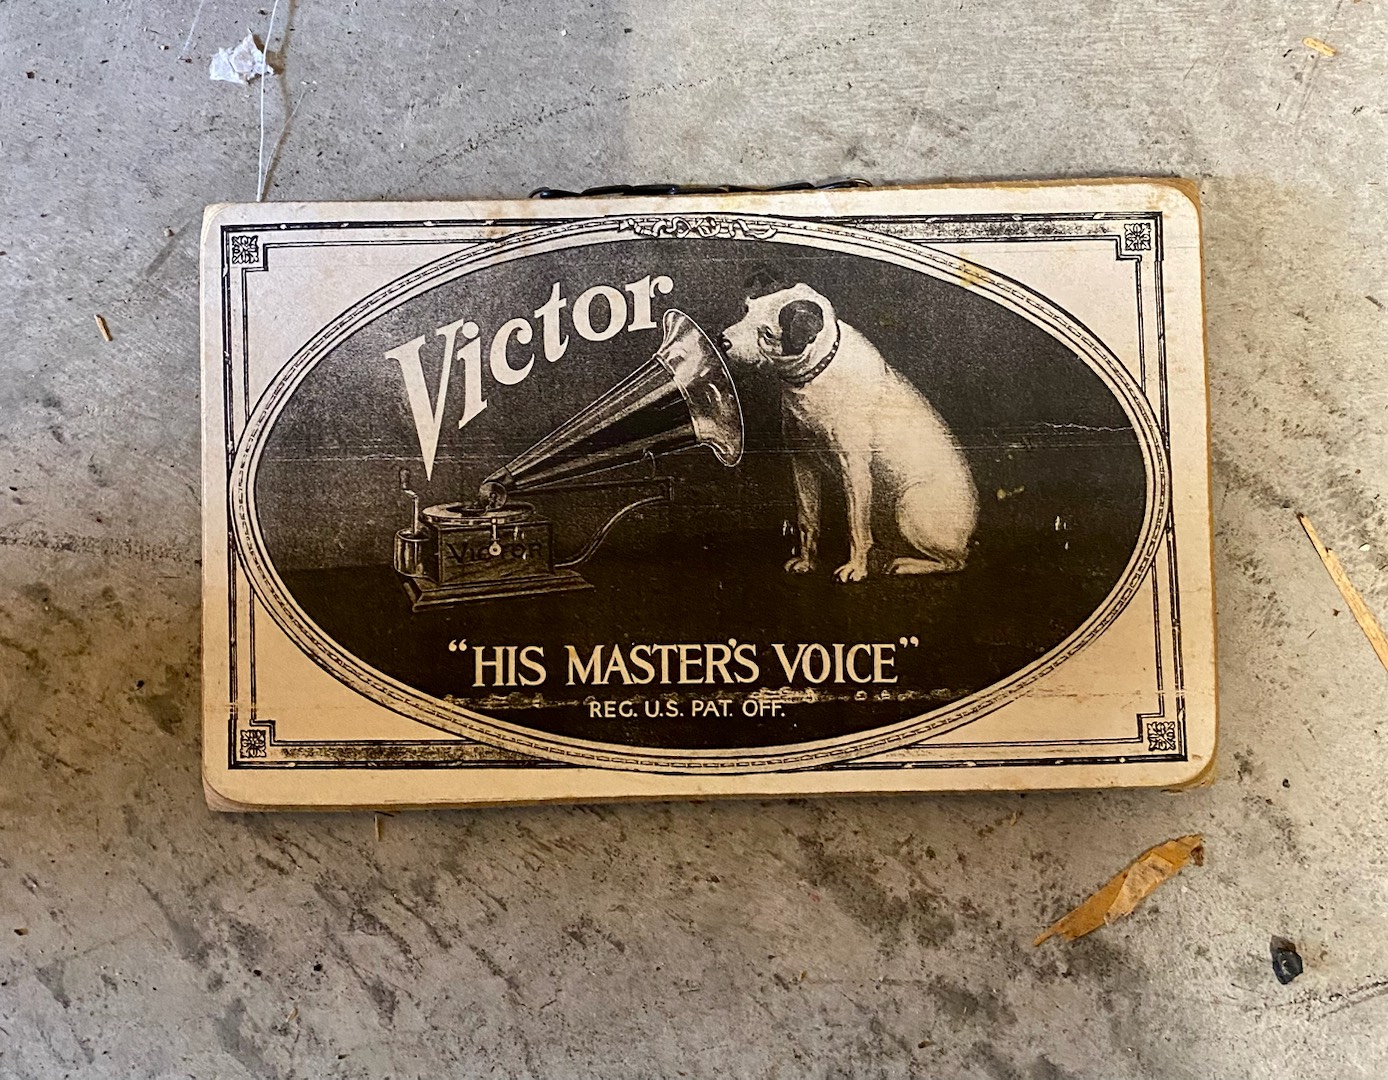 Victor
VICTOR
“HIS MASTER'S VOICE”
REG. U.S. PAT. OFF.